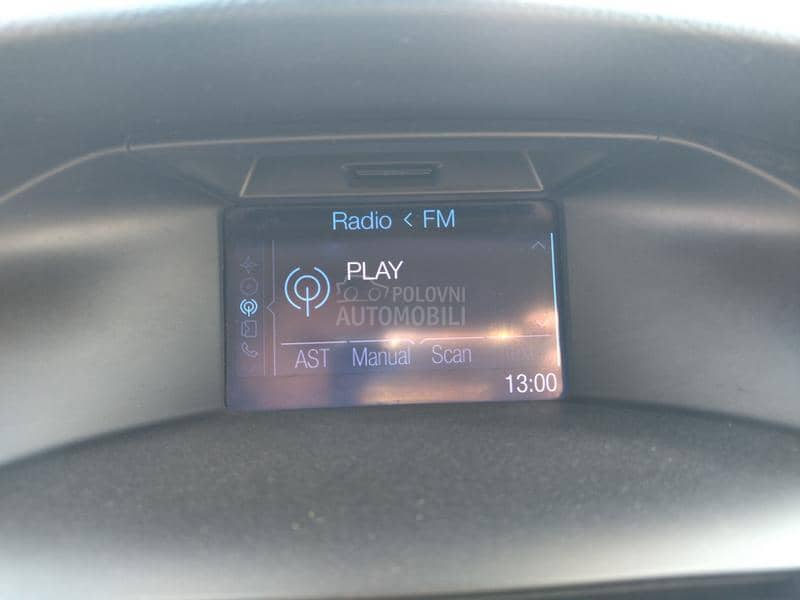 Radio < FM
PLAY
POLOVNI
AUTOMOBILI
AST Manual Scan
13:00